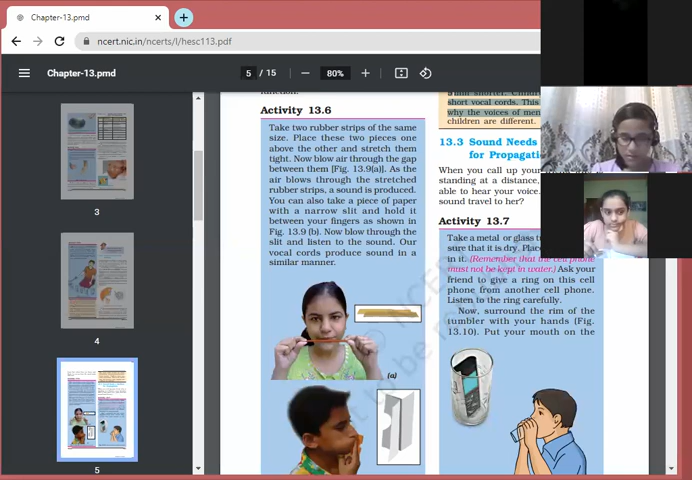 Chapter-13.pmd
ncert.nic.in/ncerts/l/hesc113.pdf
Chapter-13.pmd
5 / 15
80%
3
4
5
Activity 13.6
Take two rubber strips of the same
size. Place these two pieces one
above the other and stretch them
tight. Now blow air through the gap
between them [Fig. 13.9(a)]. As the
air blows through the stretched
rubber strips, a sound is produced.
You can also take a piece of paper
with a narrow slit and hold it
between your fingers as shown in
Fig. 13.9 (b). Now blow through the
slit and listen to the sound. Our
vocal cords produce sound in a
similar manner.
(a)
short vocal cords. This
why the voices of men
children are different.
13.3 Sound Needs
for Propagati
When you call up your
standing at a distance,
able to hear your voice.
sound travel to her?
Activity 13.7
Take a metal or glass
sure that it is dry. Plac
in it. (Remember that the cell phone
must not be kept in water.) Ask your
friend to give a ring on this cell
phone from another cell phone.
Listen to the ring carefully.
Now, surround the rim of the
tumbler with your hands [Fig.
13.10). Put your mouth on the